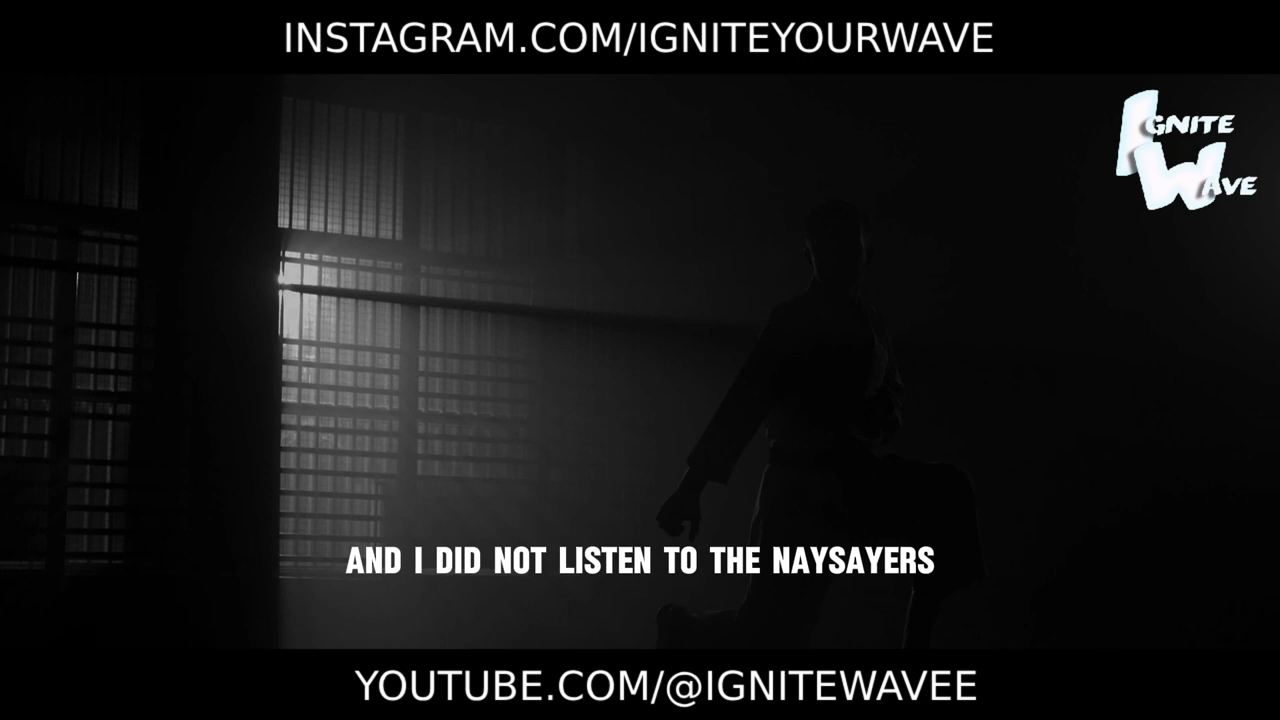 INSTAGRAM.COM/IGNITEYOURWAVE
IGNITE
WAVE
AND I DID NOT LISTEN TO THE NAYSAYERS
YOUTUBE.COM/@IGNITEWAVEE